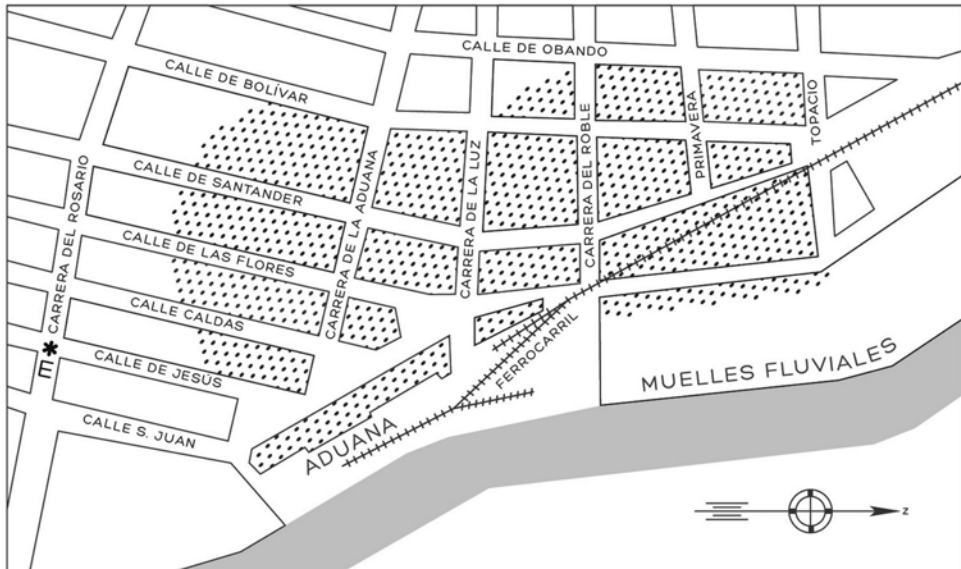 CALLE DE OBANDO
CALLE DE BOLÍVAR
PRIMAVERA
TOPACIO
CARRERA DEL ROSARIO
CALLE DE SANTANDER
CARRERA DE LA ADUANA
CARRERA DE LA LUZ
CARRERA DEL ROBLE
CALLE DE LAS FLORES
CALLE CALDAS
CALLE DE JESÜS
*
E
FERROCARRIL
MUELLES FLUVIALES
CALLE S. JUAN
ADUANA
z